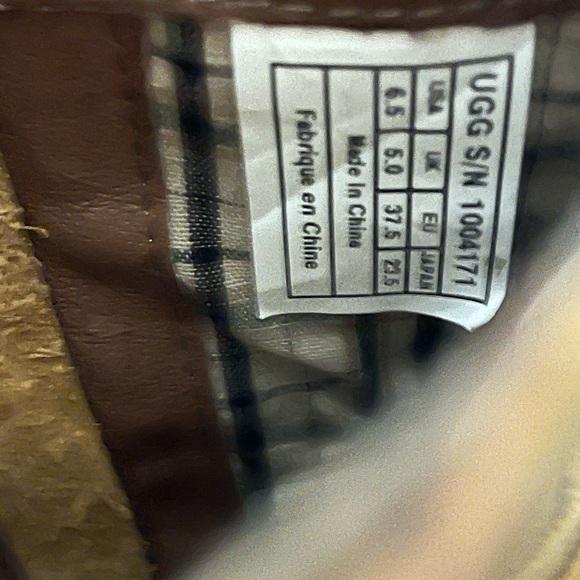 UGG S/N 1004171
USA UK EU JAPAN
6.5 5.0 37.5 23.5
Made In China
Fabrique en Chine